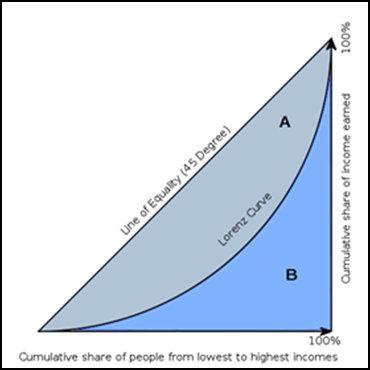 100%
A
Line of Equality (45 Degree)
Cumulative share of income earned
Lorenz Curve
B
100%
Cumulative share of people from lowest to highest incomes